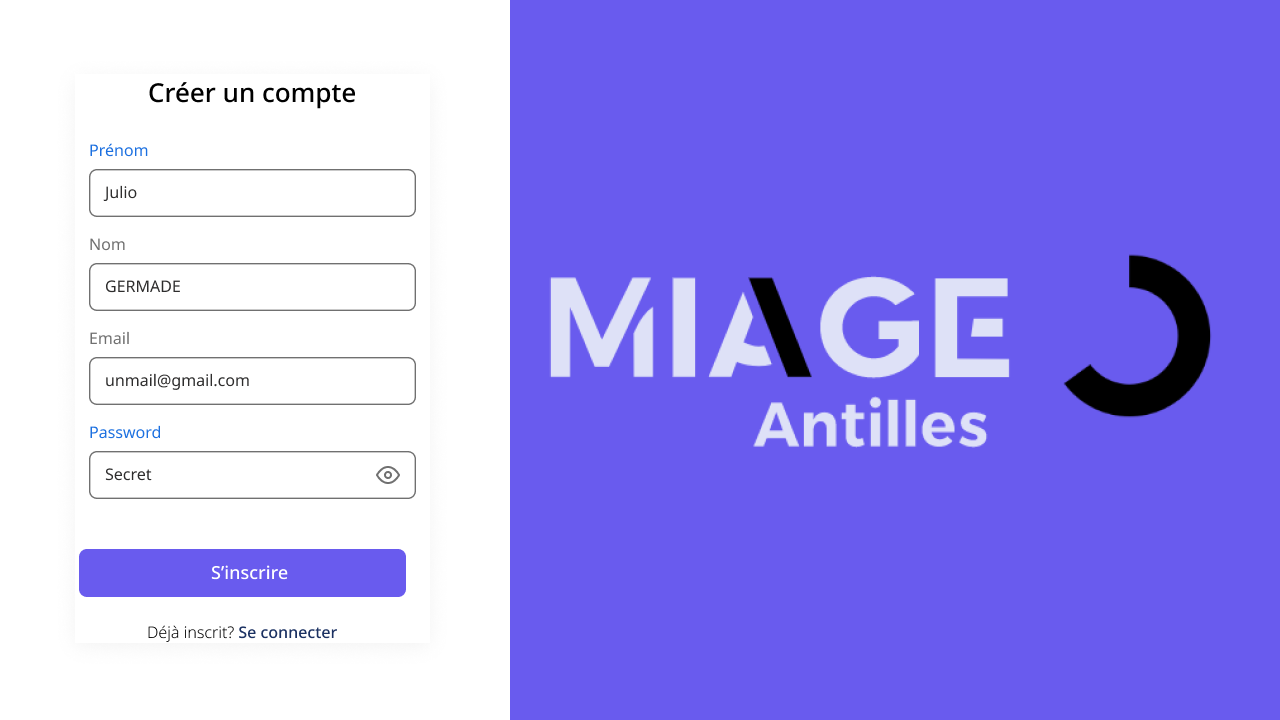 Créer un compte
Prénom
Julio
Nom
GERMADE
Email
unmail@gmail.com
Password
Secret
S’inscrire
Déjà inscrit? Se connecter
MIAGE
Antilles